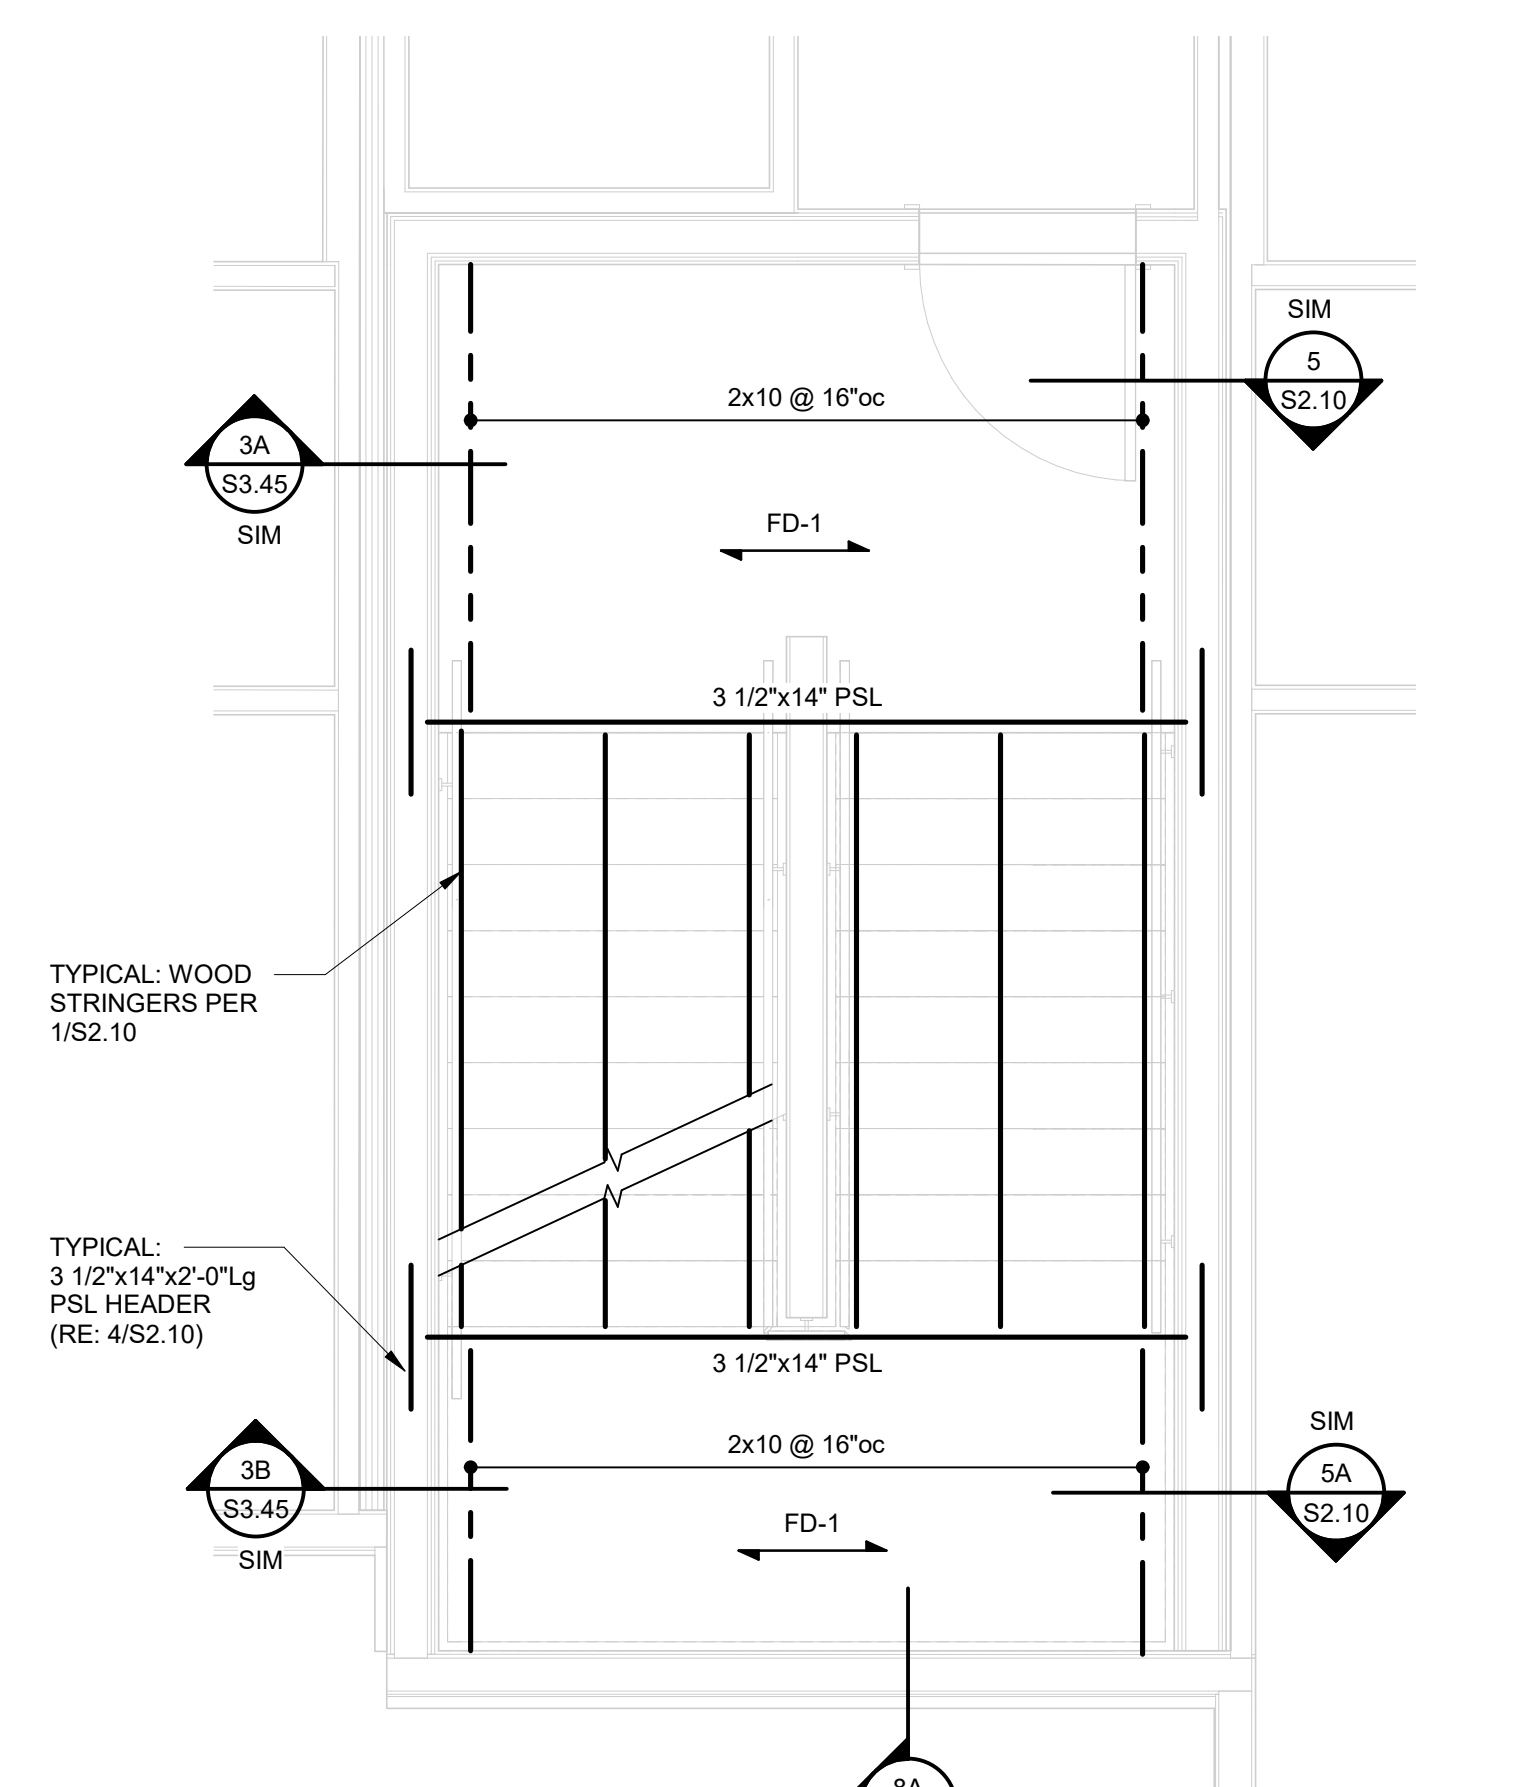 SIM
5
S2.10
2x10 @ 16"oc
3A
S3.45
SIM
FD-1
3 1/2"x14" PSL
TYPICAL: WOOD
STRINGERS PER
1/S2.10
TYPICAL:
3 1/2"x14"x2'-0"Lg
PSL HEADER
(RE: 4/S2.10)
3 1/2"x14" PSL
SIM
2x10 @ 16"oc
3B
S3.45
SIM
5A
S2.10
FD-1
8A